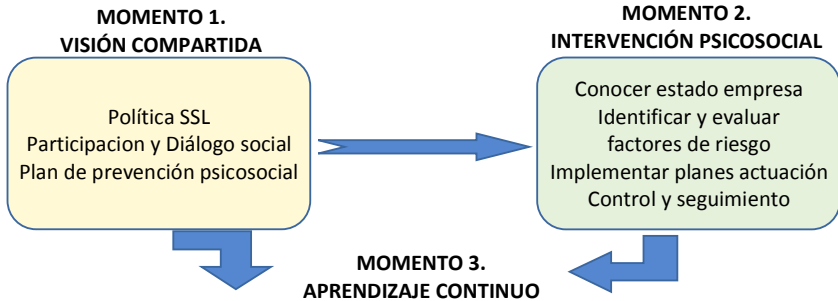 MOMENTO 1.
VISIÓN COMPARTIDA
Política SSL
Participacion y Diálogo social
Plan de prevención psicosocial
MOMENTO 2.
INTERVENCIÓN PSICOSOCIAL
Conocer estado empresa
Identificar y evaluar
factores de riesgo
Implementar planes actuación
Control y seguimiento
MOMENTO 3.
APRENDIZAJE CONTINUO